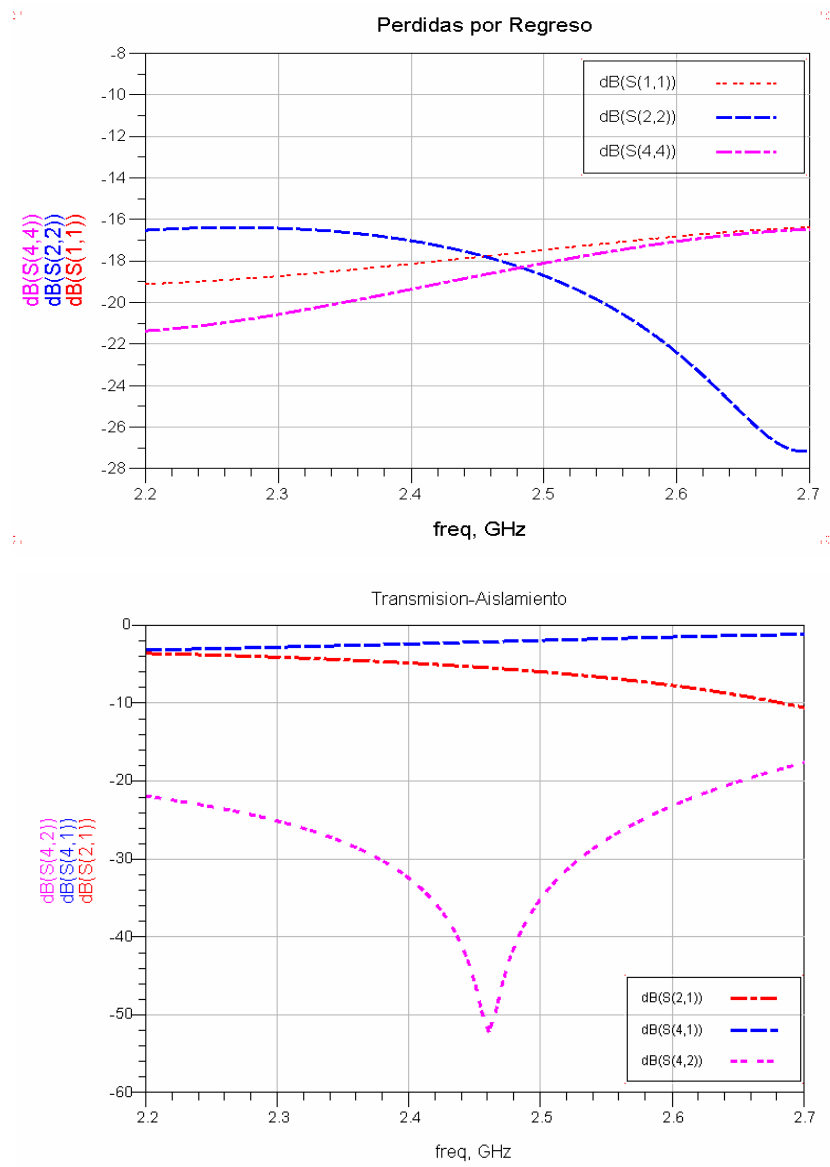 Perdidas por Regreso
-8
-10
-12
-14
-16
-18
-20
-22
-24
-26
-28
dB(S(4,4))
dB(S(2,2))
dB(S(1,1))
dB(S(1,1))
dB(S(2,2))
dB(S(4,4))
2.2
2.3
2.4
2.5
2.6
2.7
freq, GHz
Transmision-Aislamiento
0
-10
-20
-30
-40
-50
-60
dB(S(4,2))
dB(S(4,1))
dB(S(2,1))
dB(S(2,1))
dB(S(4,1))
dB(S(4,2))
2.2
2.3
2.4
2.5
2.6
2.7
freq, GHz